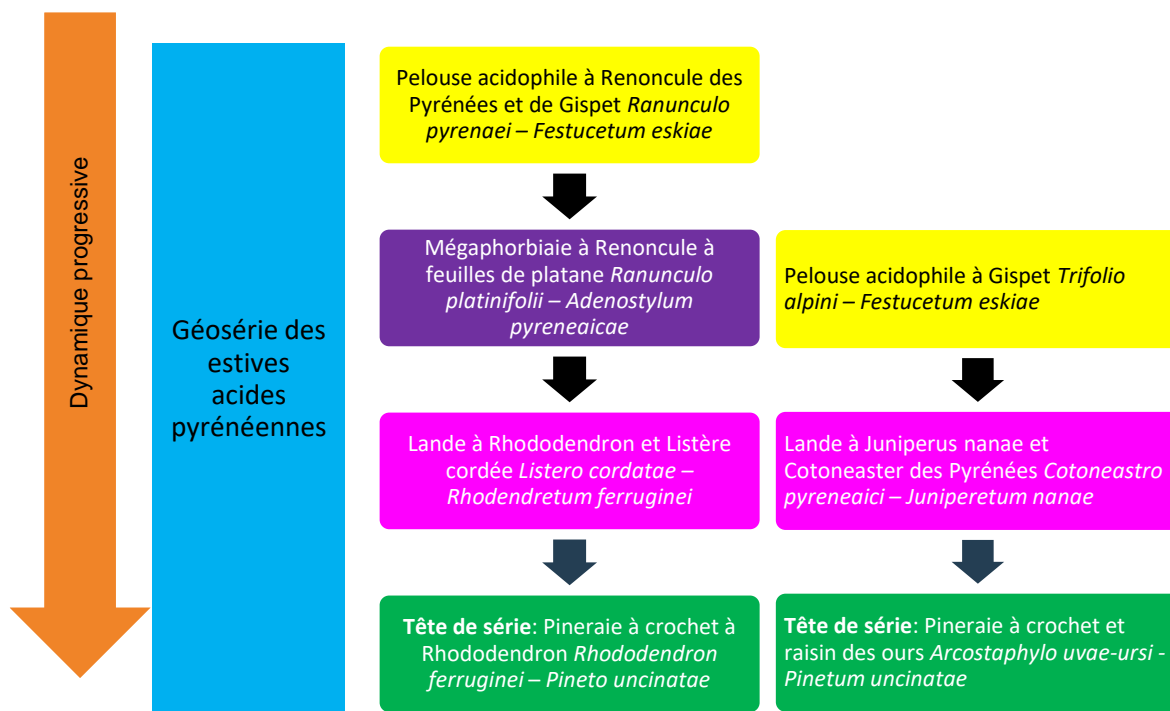 Dynamique progressive
Géosérie des
estives
acides
pyrénéennes
Pelouse acidophile à Renoncule des
Pyrénées et de Gispet Ranunculo
pyrenaei – Festucetum eskiae
Mégaphorbiaie à Renoncule à
feuilles de platane Ranunculo
platinifolii – Adenostylum
pyreneaicae
Pelouse acidophile à Gispet Trifolio
alpini – Festucetum eskiae
Lande à Rhododendron et Listère
cordée Listero cordatae –
Rhodendretum ferruginei
Lande à Juniperus nanae et
Cotoneaster des Pyrénées Cotoneastro
pyreneaici – Juniperetum nanae
Tête de série: Pineraie à crochet à
Rhododendron Rhododendron
ferruginei – Pineto uncinatae
Tête de série: Pineraie à crochet et
raisin des ours Arcostaphylo uvae-ursi -
Pinetum uncinatae